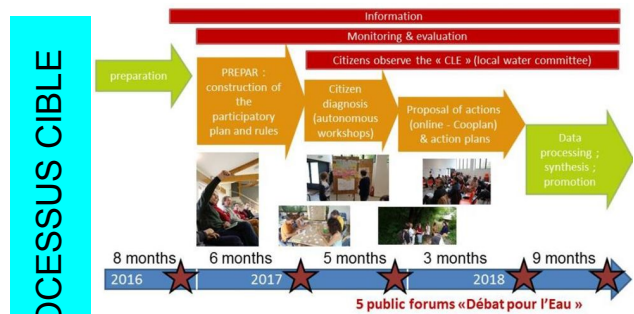 OCESSUS CIBLE
Information
Monitoring & evaluation
Citizens observe the « CLE » (local water committee)
preparation
PREPAR :
construction of
the
participatory
plan and rules
Citizen
diagnosis
(autonomous
workshops)
Proposal of actions
(online - Cooplan)
& action plans
Data
processing ;
synthesis ;
promotion
8 months
6 months
5 months
3 months
9 months
2016
2017
2018
5 public forums «Débat pour l'Eau »